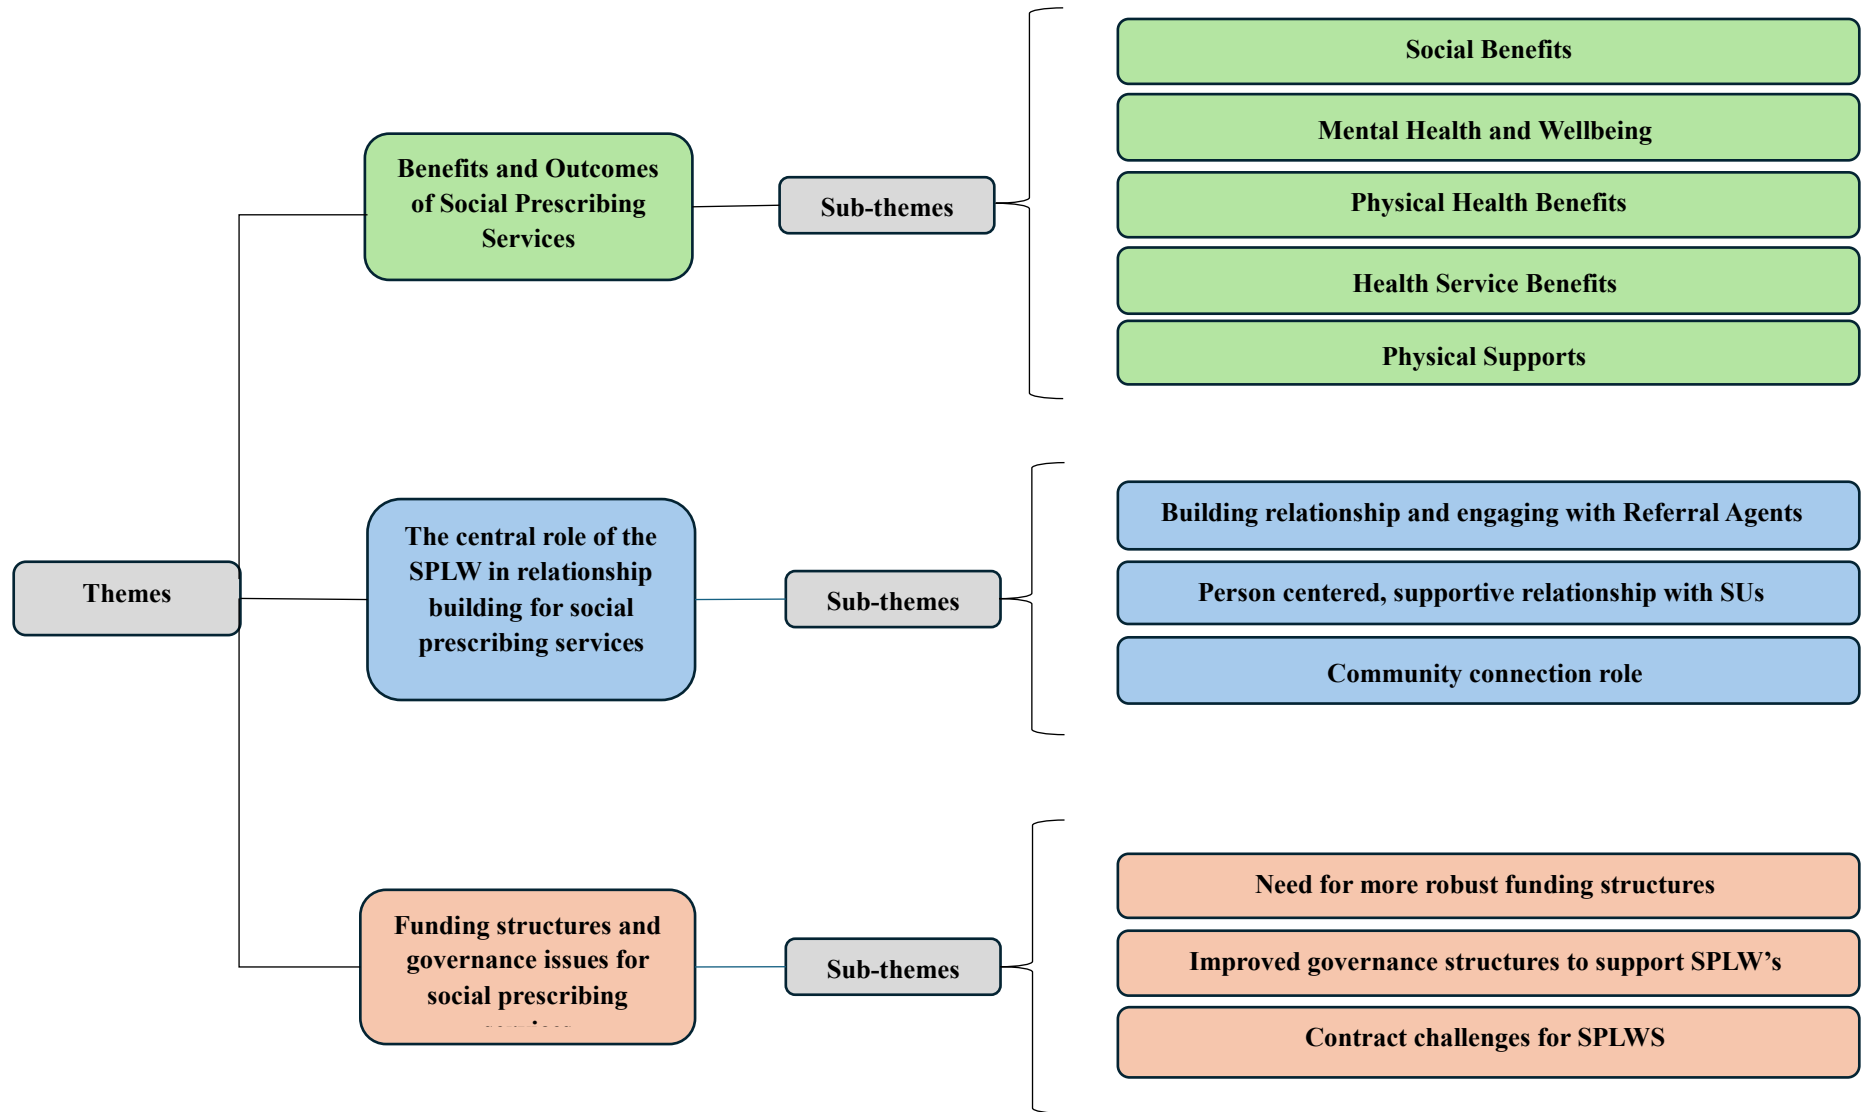 Themes
Benefits and Outcomes
of Social Prescribing
Services
Sub-themes
Social Benefits
Mental Health and Wellbeing
Physical Health Benefits
Health Service Benefits
Physical Supports
The central role of the
SPLW in relationship
building for social
prescribing services
Sub-themes
Building relationship and engaging with Referral Agents
Person centered, supportive relationship with SUs
Community connection role
Funding structures and
governance issues for
social prescribing
Sub-themes
Need for more robust funding structures
Improved governance structures to support SPLW’s
Contract challenges for SPLWS